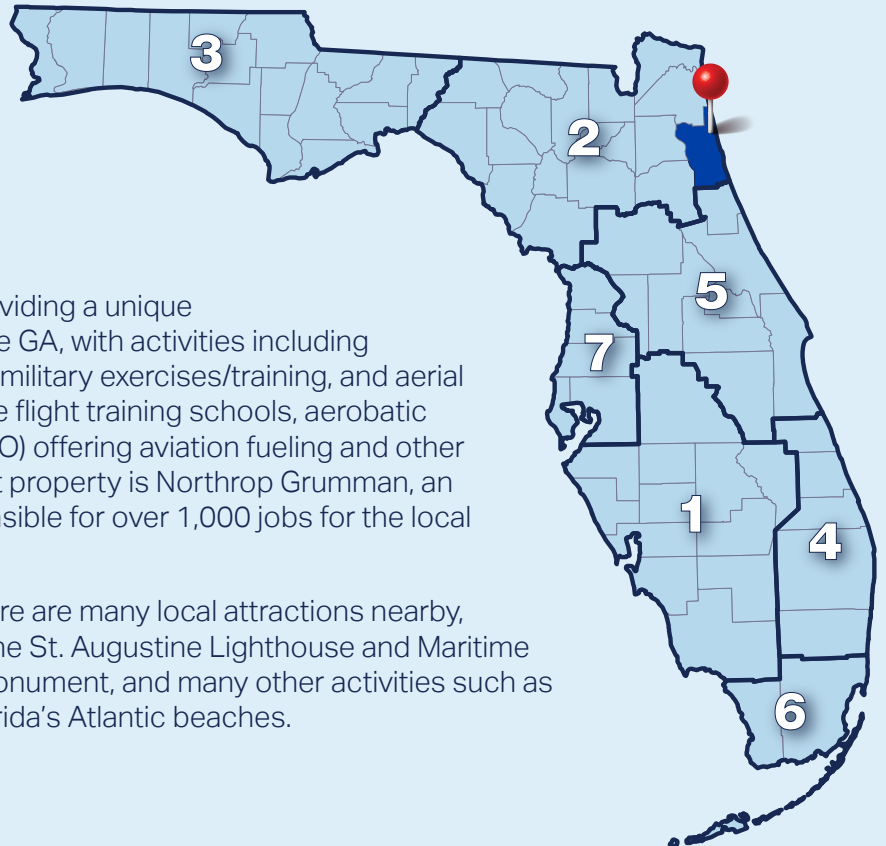 3
2
5
oviding a unique
e GA, with activities including
7
military exercises/training, and aerial
e flight training schools, aerobatic
O) offering aviation fueling and other
t property is Northrop Grumman, an
nsible for over 1,000 jobs for the local
1
4
ere are many local attractions nearby,
he St. Augustine Lighthouse and Maritime
onument, and many other activities such as
rida's Atlantic beaches.
6